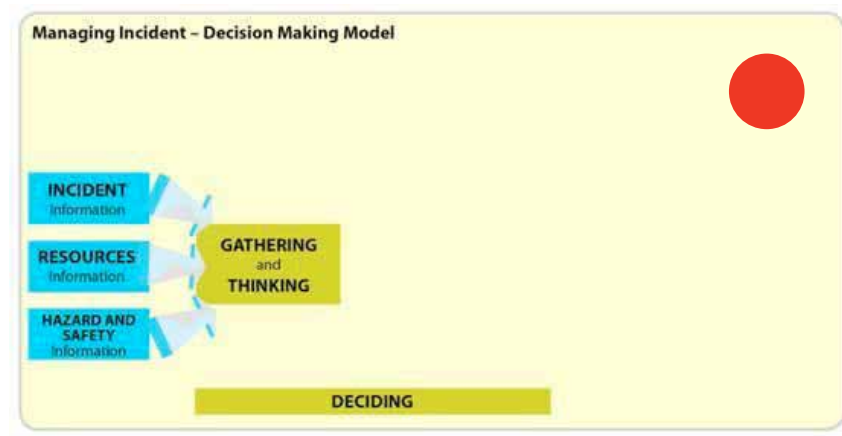 Managing Incident – Decision Making Model
INCIDENT
Information
RESOURCES
Information
HAZARD AND
SAFETY
Information
GATHERING
and
THINKING
DECIDING